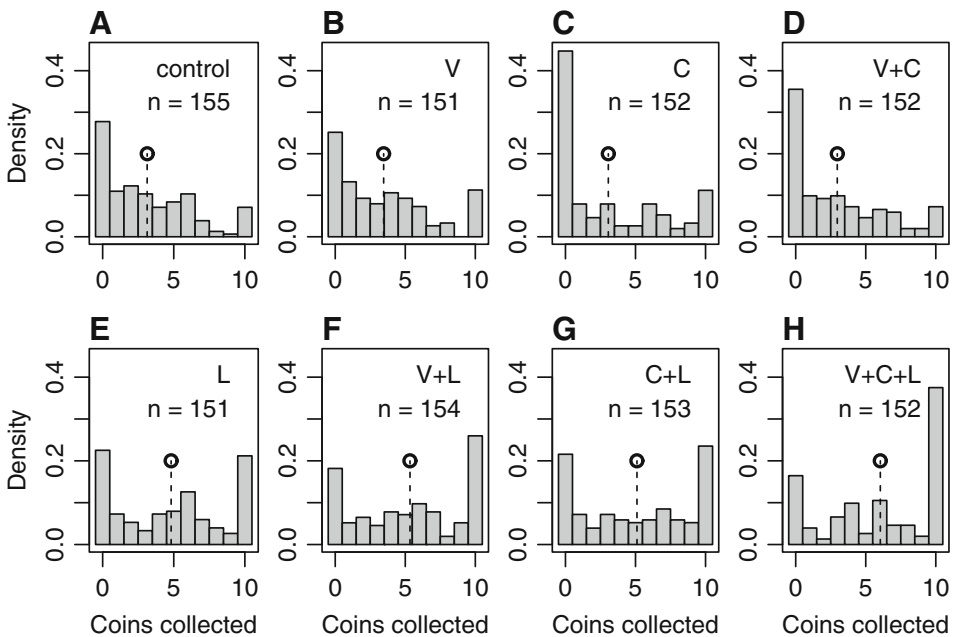 A
B
C
D
control
n = 155
V
n = 151
C
n = 152
V+C
n = 152
Density
0.0
0.2
0.4
0.0
0.2
0.4
0.0
0.2
0.4
0.0
0.2
0.4
0 5 10
0 5 10
0 5 10
0 5 10
E
F
G
H
L
n = 151
V+L
n = 154
C+L
n = 153
V+C+L
n = 152
Density
0.0
0.2
0.4
0.0
0.2
0.4
0.0
0.2
0.4
0.0
0.2
0.4
0 5 10
0 5 10
0 5 10
0 5 10
Coins collected
Coins collected
Coins collected
Coins collected